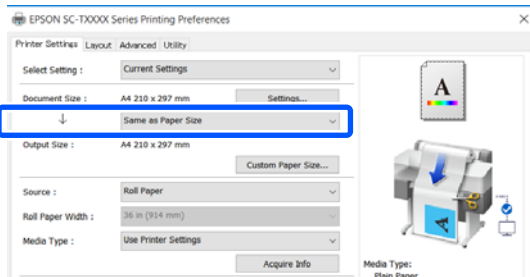 EPSON SC-TXXXX Series Printing Preferences
Printer Settings Layout Advanced Utility
Select Setting : Current Settings
Document Size : A4 210 x 297 mm Settings...
↓ Same as Paper Size
Output Size : A4 210 x 297 mm
Custom Paper Size...
Source : Roll Paper
Roll Paper Width : 36 in (914 mm)
Media Type : Use Printer Settings
Acquire Info
A
A
Media Type:
Plain Paper